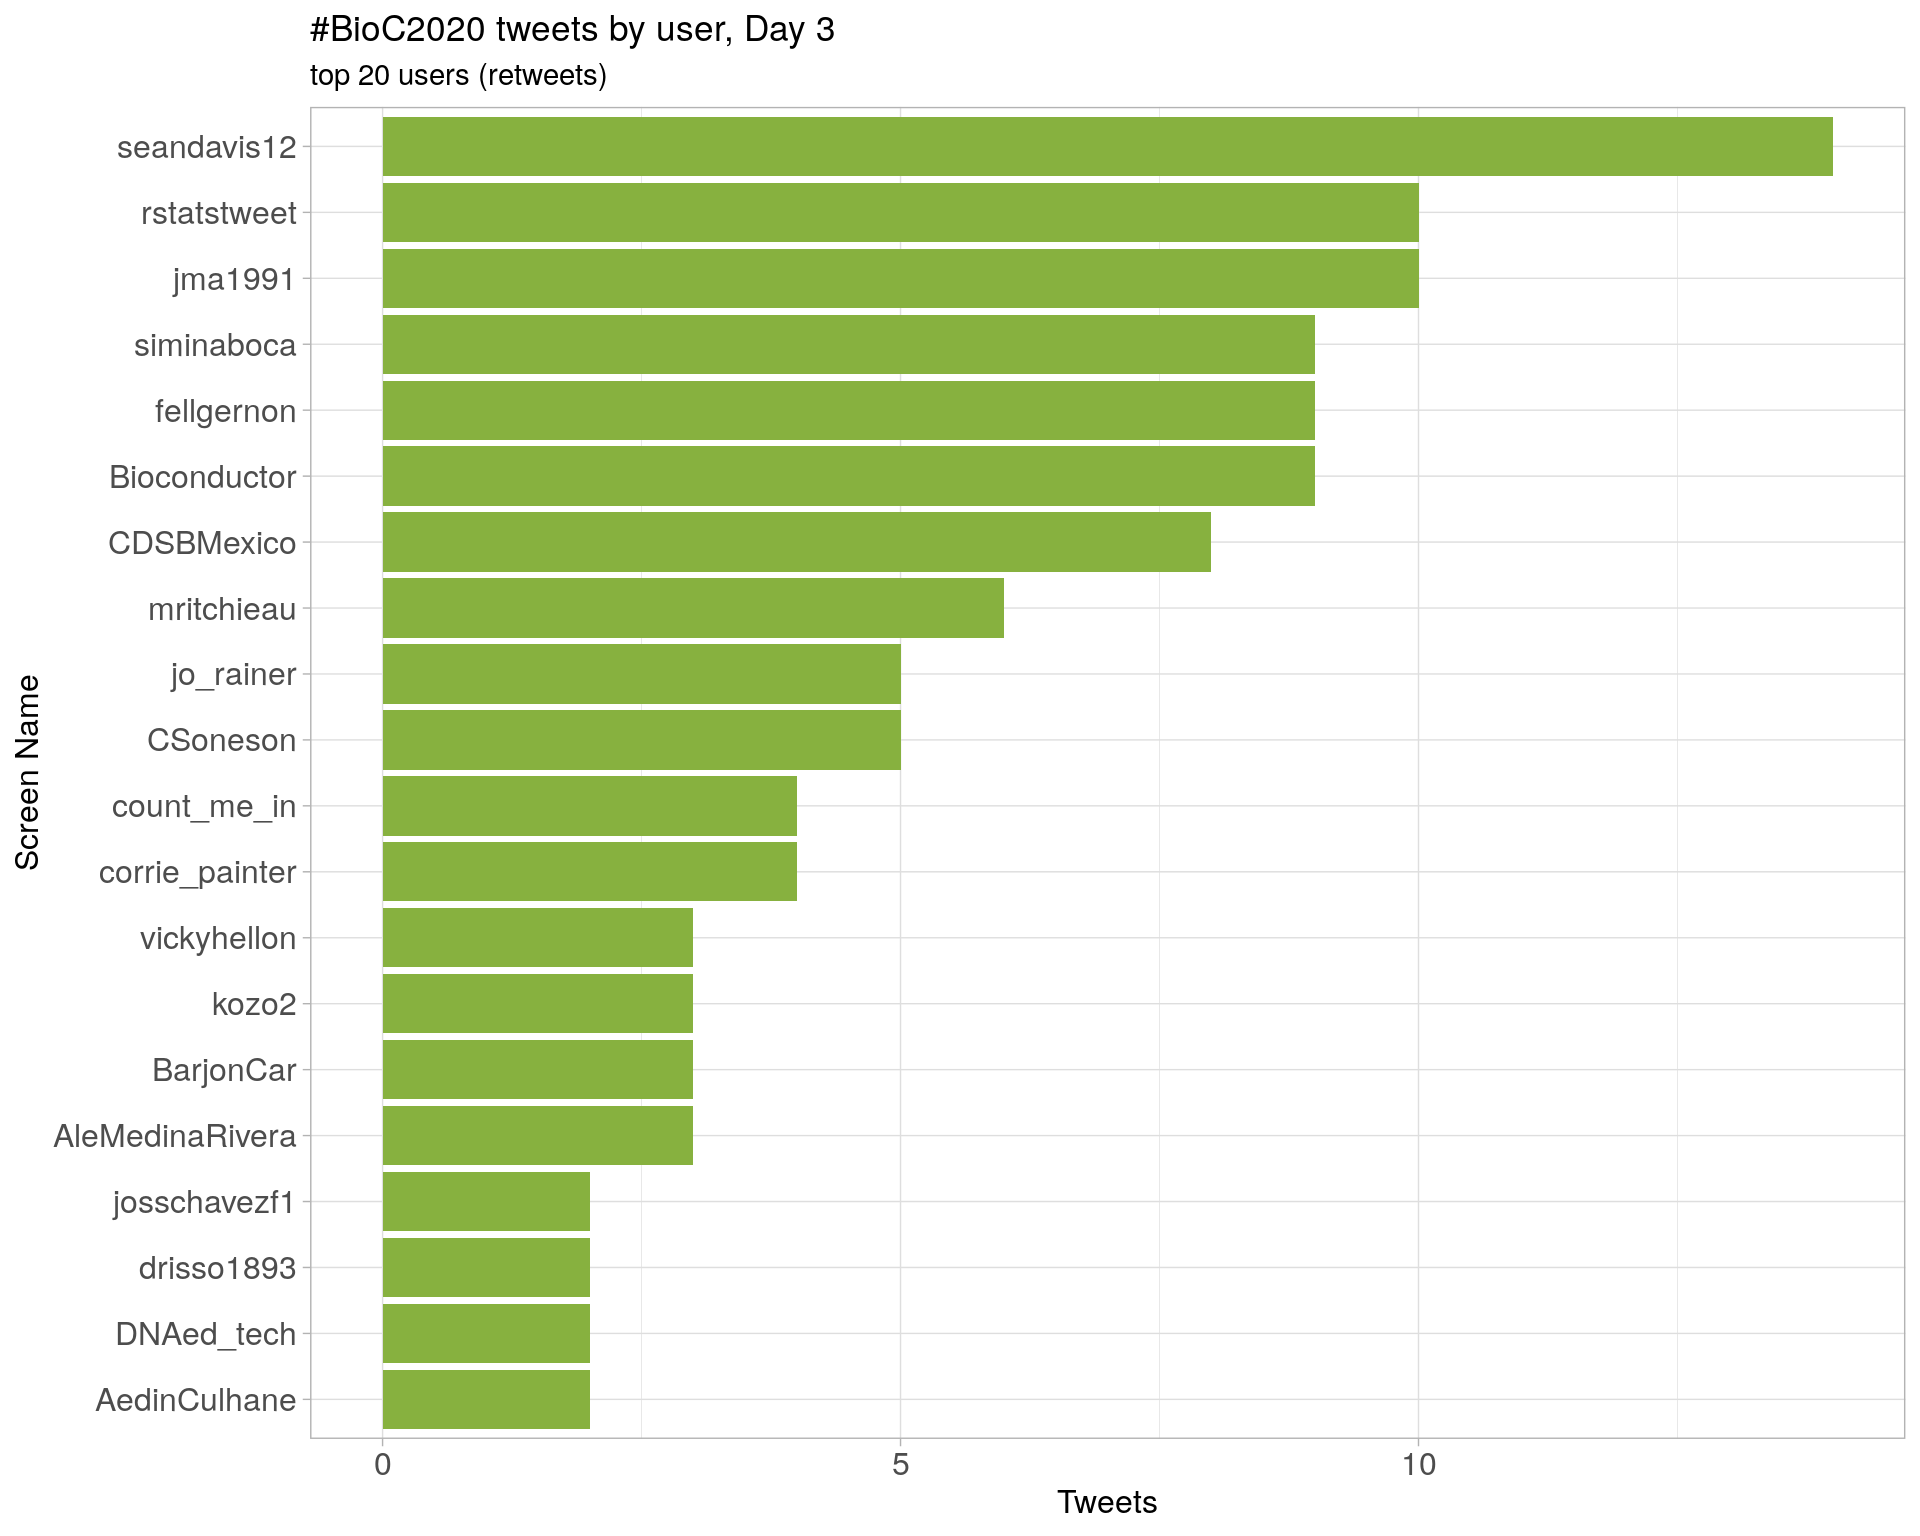 #BioC2020 tweets by user, Day 3
top 20 users (retweets)
seandavis12
rstatstweet
jma1991
siminaboca
fellgernon
Bioconductor
CDSBMexico
mritchieau
jo_rainer
CSoneson
count_me_in
corrie_painter
vickyhellon
kozo2
BarjonCar
AleMedinaRivera
josschavezf1
drisso1893
DNAed_tech
AedinCulhane
Screen Name
0 5 10
Tweets